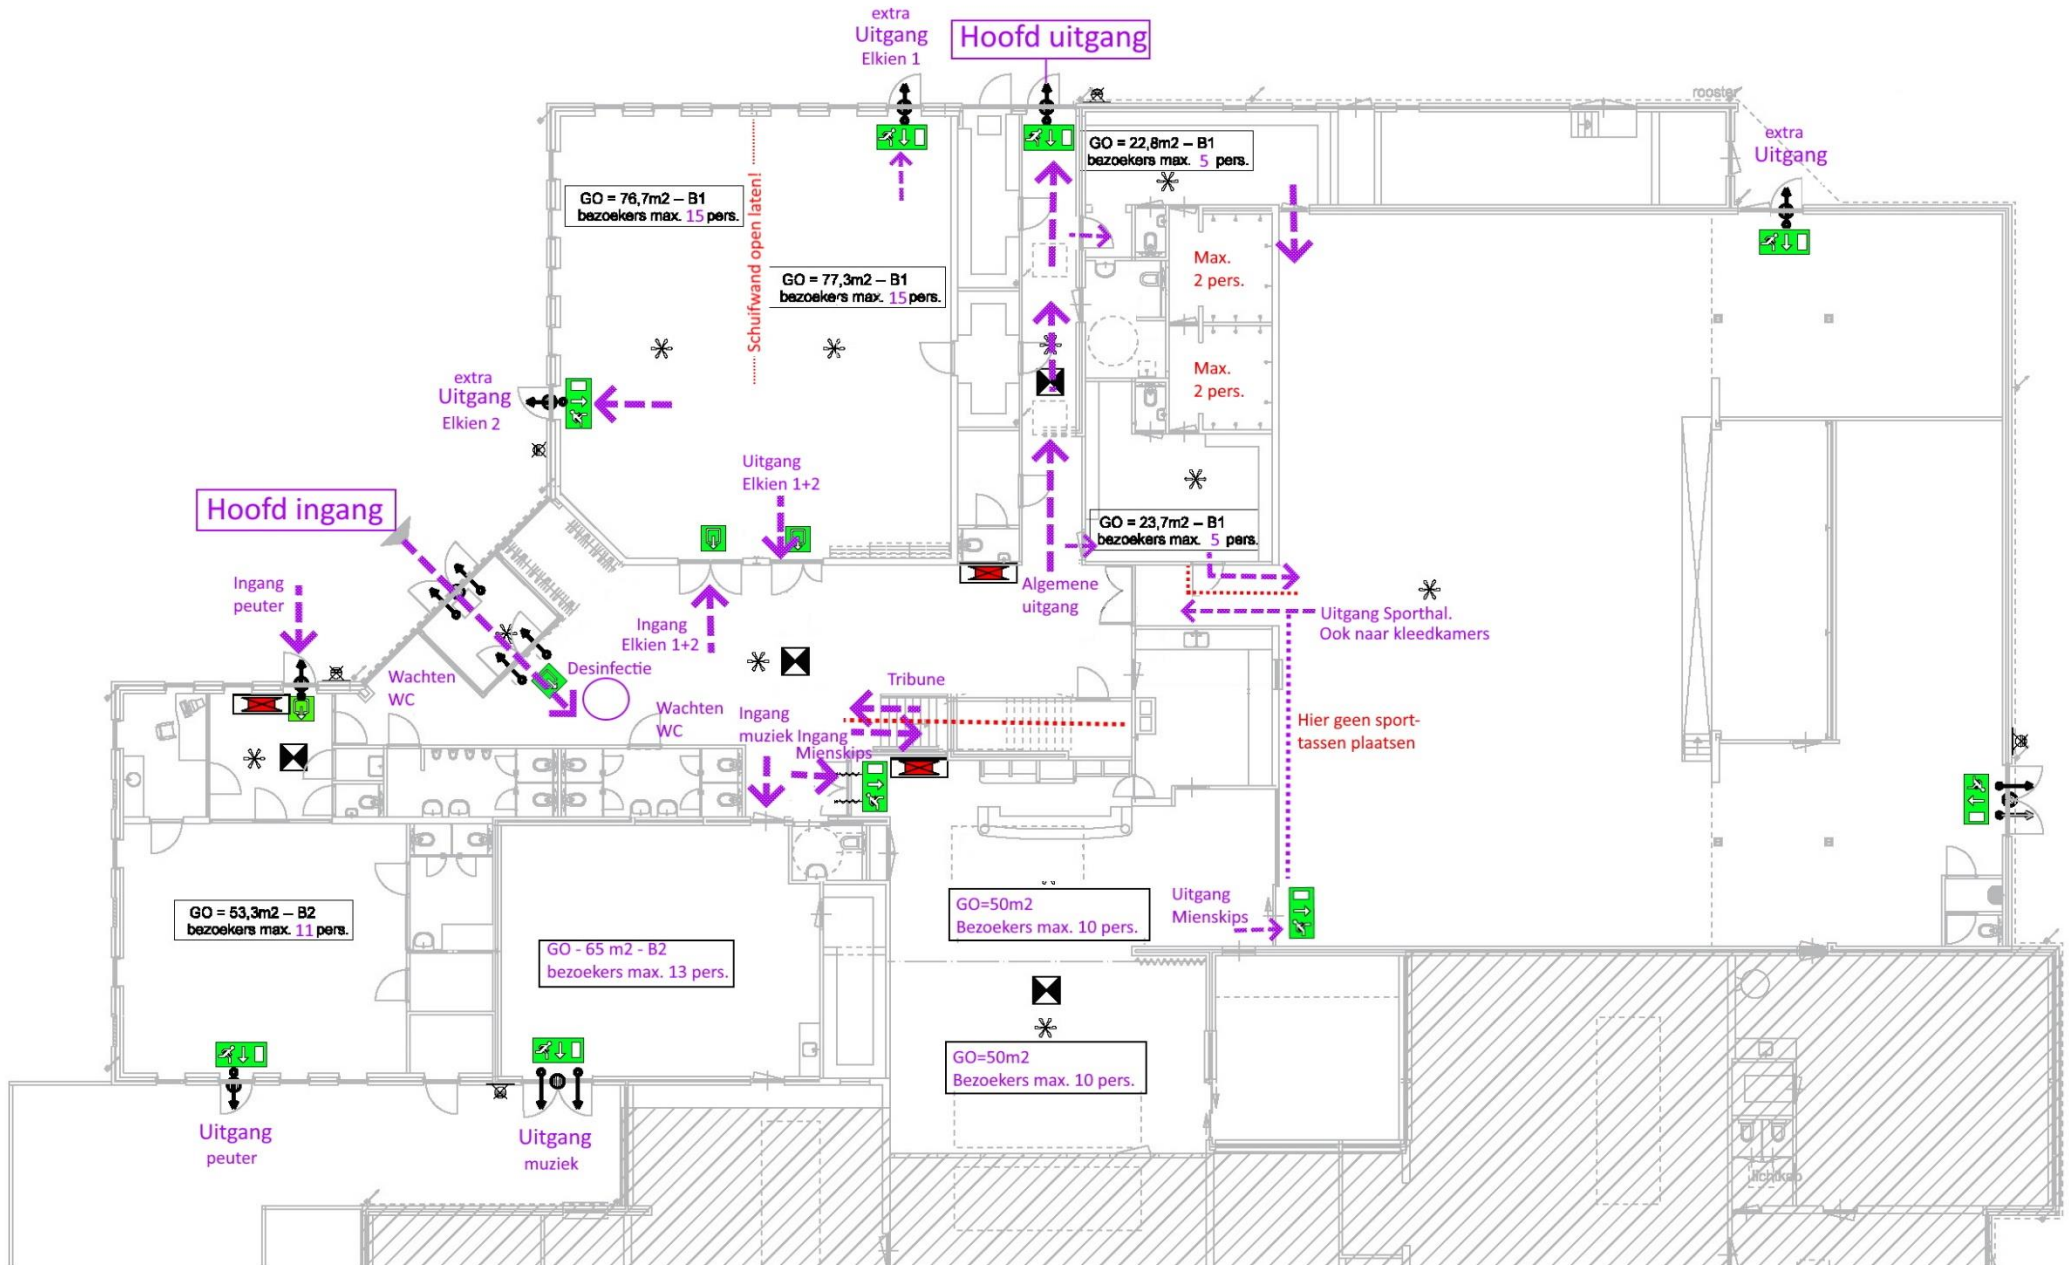 extra
Uitgang
Elkien 1
Hoofd uitgang
rooster
extra
Uitgang
GO = 22,8m2 – B1
bezoekers max. 5 pers.
GO = 76,7m2 – B1
bezoekers max. 15 pers.
Schuifwand open laten!
GO = 77,3m2 – B1
bezoekers max. 15 pers.
Max.
2 pers.
Max.
2 pers.
extra
Uitgang
Elkien 2
Uitgang
Elkien 1+2
Hoofd ingang
GO = 23,7m2 – B1
bezoekers max. 5 pers.
Ingang
peuter
Algemene
uitgang
Ingang
Elkien 1+2
Uitgang Sporthal.
Ook naar kleedkamers
Desinfectie
Wachten
WC
Tribune
Wachten
WC
Ingang
muziek
Ingang
Mienskips
Hier geen sport-
tassen plaatsen
GO = 53,3m2 – B2
bezoekers max. 11 pers.
GO - 65 m2 - B2
bezoekers max. 13 pers.
GO=50m2
Bezoekers max. 10 pers.
Uitgang
Mienskips
GO=50m2
Bezoekers max. 10 pers.
Uitgang
peuter
Uitgang
muziek
lichtkap